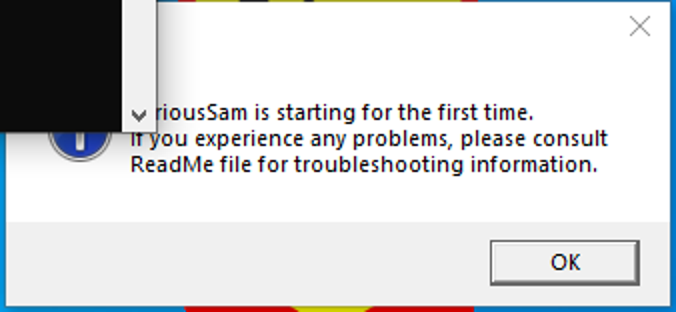 riousSam is starting for the first time.
If you experience any problems, please consult
ReadMe file for troubleshooting information.
OK